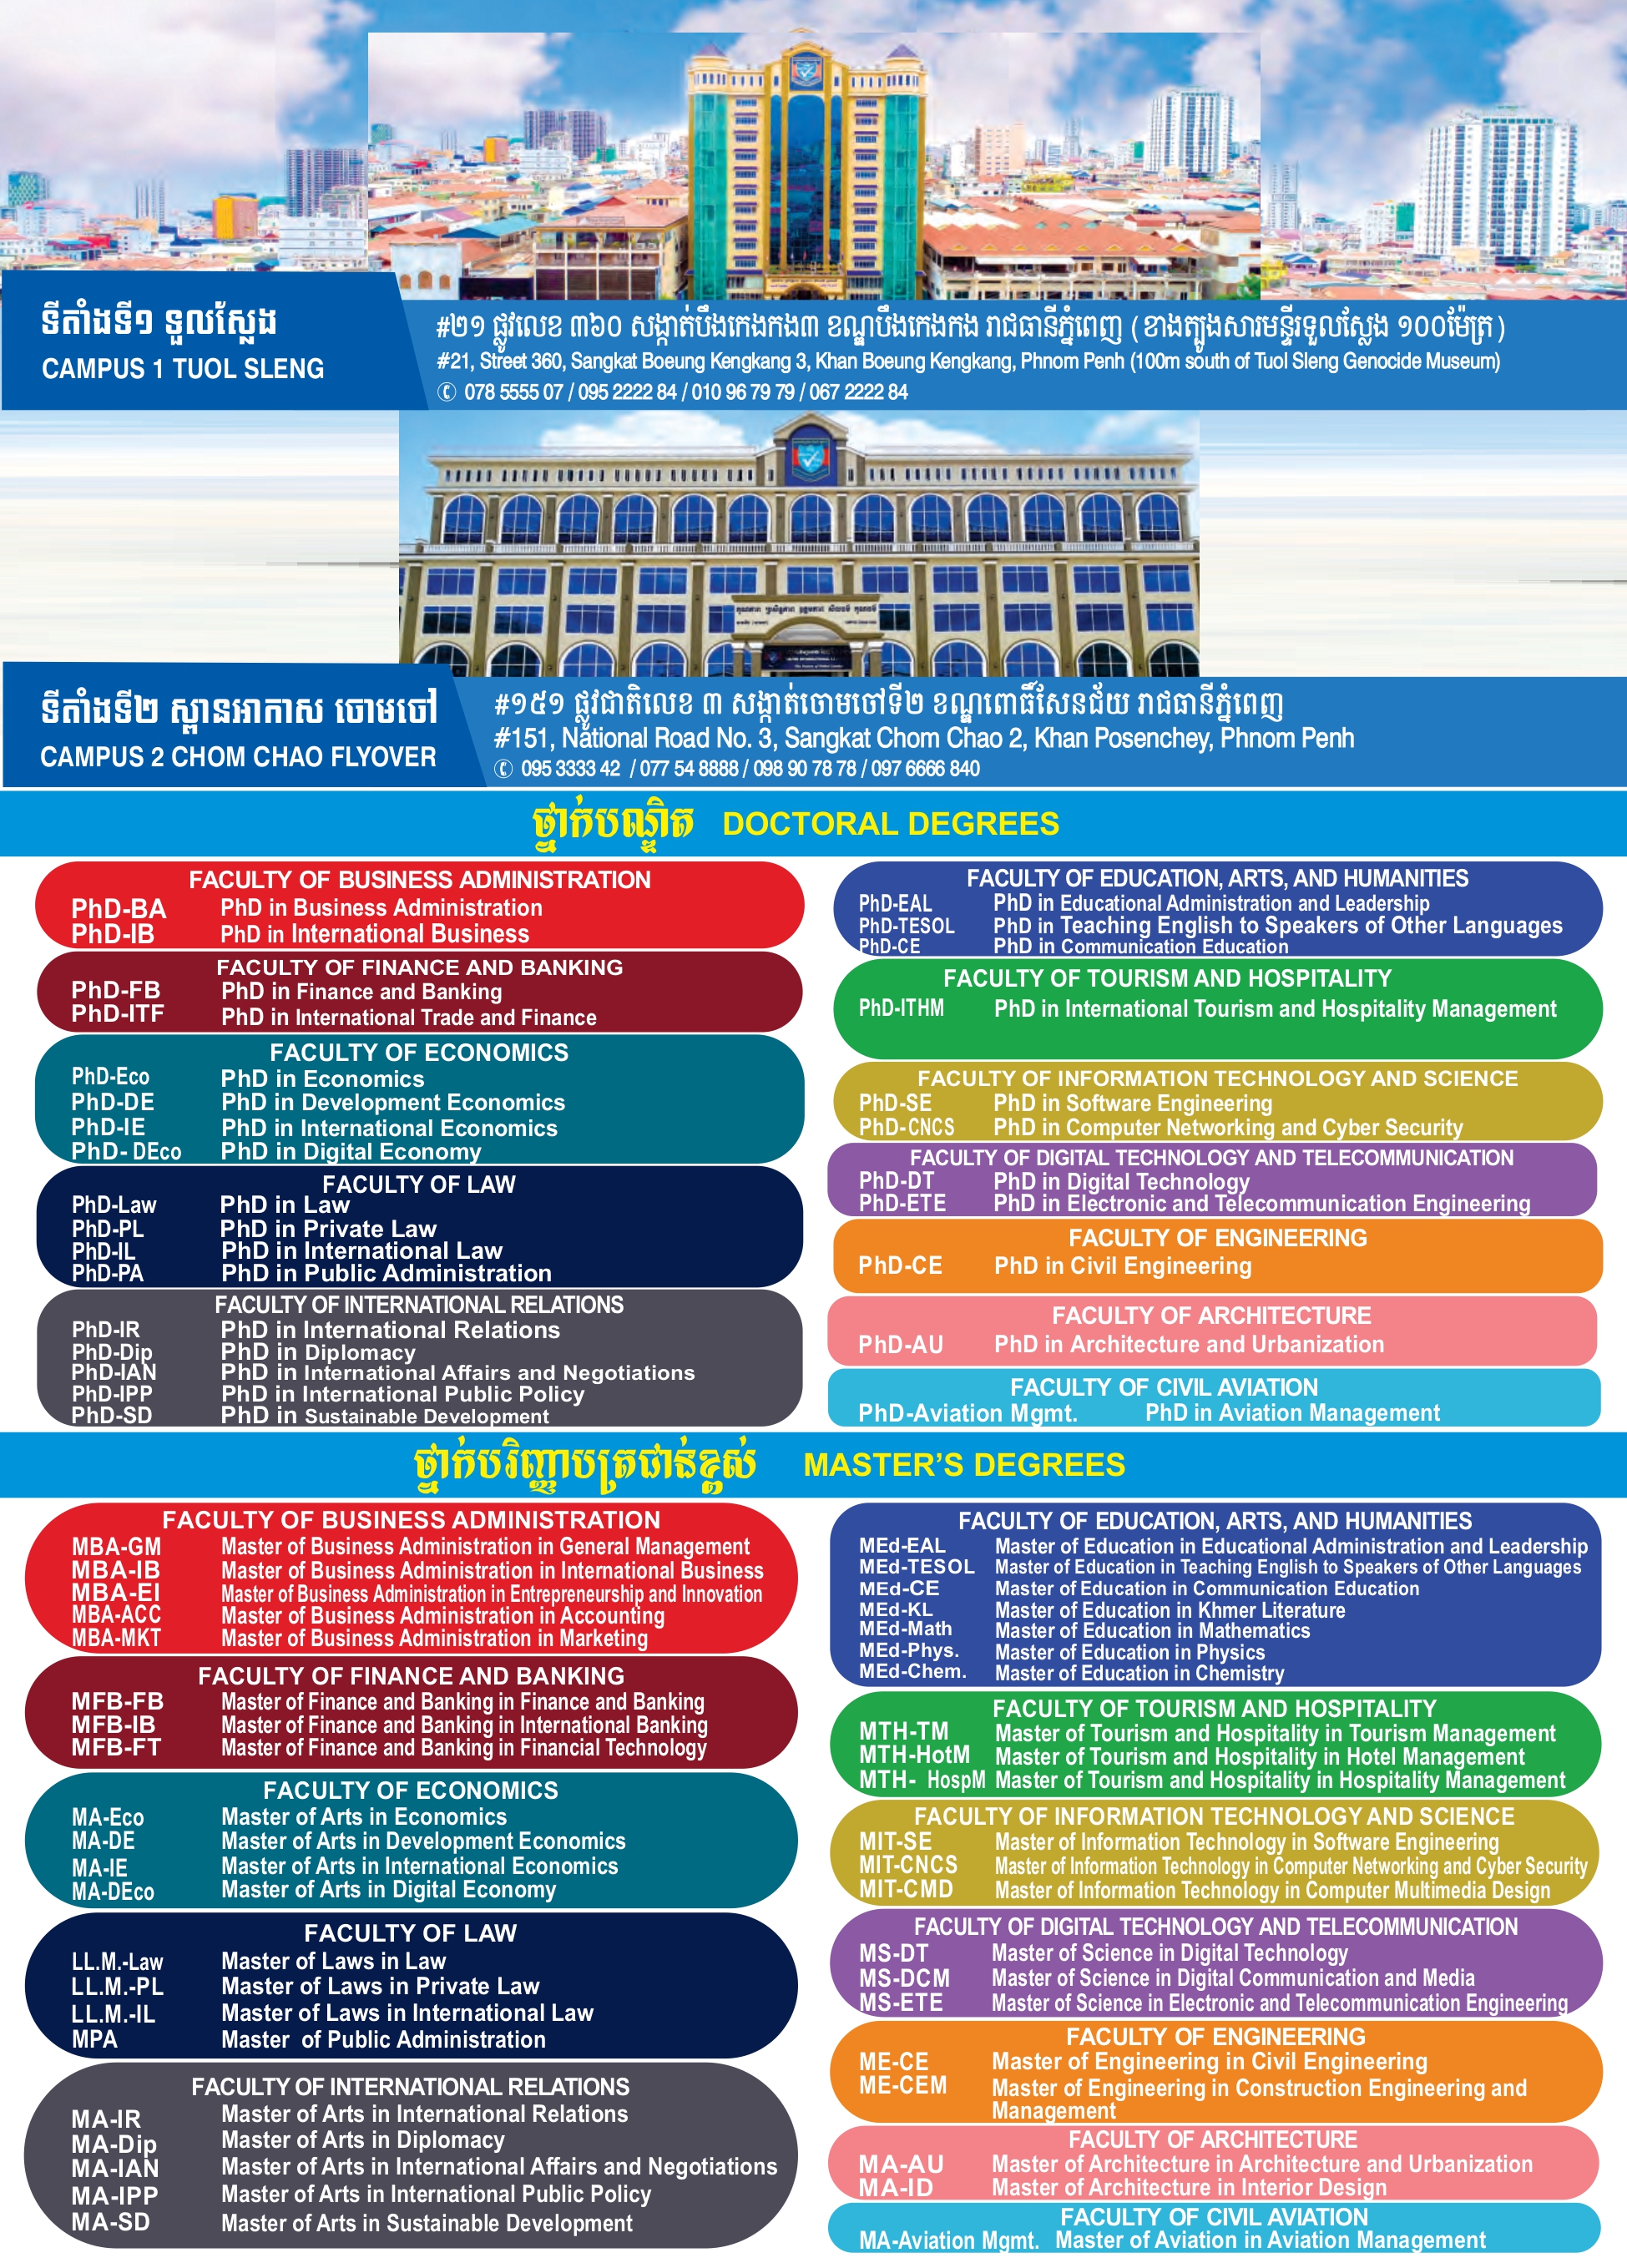 ទីតាំងទី១ ទួលស្លែង
CAMPUS 1 TUOL SLENG
#២១ ផ្លូវលេខ ៣៦០ សង្កាត់បឹងកេងកង៣ ខណ្ឌបឹងកេងកង រាជធានីភ្នំពេញ (ខាងត្បូងសារមន្ទីរទួលស្លែង ១០០ម៉ែត្រ)
#21, Street 360, Sangkat Boeung Kengkang 3, Khan Boeung Kengkang, Phnom Penh (100m south of Tuol Sleng Genocide Museum)
✆ 078 5555 07 / 095 2222 84 / 010 96 79 79 / 067 2222 84
ទីតាំងទី២ ស្ពានអាកាស ចោមចៅ
CAMPUS 2 CHOM CHAO FLYOVER
#១៥១ ផ្លូវជាតិលេខ ៣ សង្កាត់ចោមចៅទី២ ខណ្ឌពោធិ៍សែនជ័យ រាជធានីភ្នំពេញ
#151, National Road No. 3, Sangkat Chom Chao 2, Khan Posenchey, Phnom Penh
✆ 095 3333 42 / 077 54 8888 / 098 90 78 78 / 097 6666 840
ថ្នាក់បណ្ឌិត DOCTORAL DEGREES
FACULTY OF BUSINESS ADMINISTRATION
PhD-BA PhD in Business Administration
PhD-IB PhD in International Business
FACULTY OF FINANCE AND BANKING
PhD-FB PhD in Finance and Banking
PhD-ITF PhD in International Trade and Finance
FACULTY OF ECONOMICS
PhD-Eco PhD in Economics
PhD-DE PhD in Development Economics
PhD-IE PhD in International Economics
PhD- DEco PhD in Digital Economy
FACULTY OF LAW
PhD-Law PhD in Law
PhD-PL PhD in Private Law
PhD-IL PhD in International Law
PhD-PA PhD in Public Administration
FACULTY OF INTERNATIONAL RELATIONS
PhD-IR PhD in International Relations
PhD-Dip PhD in Diplomacy
PhD-IAN PhD in International Affairs and Negotiations
PhD-IPP PhD in International Public Policy
PhD-SD PhD in Sustainable Development
FACULTY OF EDUCATION, ARTS, AND HUMANITIES
PhD-EAL PhD in Educational Administration and Leadership
PhD-TESOL PhD in Teaching English to Speakers of Other Languages
PhD-CE PhD in Communication Education
FACULTY OF TOURISM AND HOSPITALITY
PhD-ITHM PhD in International Tourism and Hospitality Management
FACULTY OF INFORMATION TECHNOLOGY AND SCIENCE
PhD-SE PhD in Software Engineering
PhD-CNCS PhD in Computer Networking and Cyber Security
FACULTY OF DIGITAL TECHNOLOGY AND TELECOMMUNICATION
PhD-DT PhD in Digital Technology
PhD-ETE PhD in Electronic and Telecommunication Engineering
FACULTY OF ENGINEERING
PhD-CE PhD in Civil Engineering
FACULTY OF ARCHITECTURE
PhD-AU PhD in Architecture and Urbanization
FACULTY OF CIVIL AVIATION
PhD-Aviation Mgmt. PhD in Aviation Management
ថ្នាក់បរិញ្ញាបត្រជាន់ខ្ពស់ MASTER’S DEGREES
FACULTY OF BUSINESS ADMINISTRATION
MBA-GM Master of Business Administration in General Management
MBA-IB Master of Business Administration in International Business
MBA-EI Master of Business Administration in Entrepreneurship and Innovation
MBA-ACC Master of Business Administration in Accounting
MBA-MKT Master of Business Administration in Marketing
FACULTY OF FINANCE AND BANKING
MFB-FB Master of Finance and Banking in Finance and Banking
MFB-IB Master of Finance and Banking in International Banking
MFB-FT Master of Finance and Banking in Financial Technology
FACULTY OF ECONOMICS
MA-Eco Master of Arts in Economics
MA-DE Master of Arts in Development Economics
MA-IE Master of Arts in International Economics
MA-DEco Master of Arts in Digital Economy
FACULTY OF LAW
LL.M.-Law Master of Laws in Law
LL.M.-PL Master of Laws in Private Law
LL.M.-IL Master of Laws in International Law
MPA Master of Public Administration
FACULTY OF INTERNATIONAL RELATIONS
MA-IR Master of Arts in International Relations
MA-Dip Master of Arts in Diplomacy
MA-IAN Master of Arts in International Affairs and Negotiations
MA-IPP Master of Arts in International Public Policy
MA-SD Master of Arts in Sustainable Development
FACULTY OF EDUCATION, ARTS, AND HUMANITIES
MEd-EAL Master of Education in Educational Administration and Leadership
MEd-TESOL Master of Education in Teaching English to Speakers of Other Languages
MEd-CE Master of Education in Communication Education
MEd-KL Master of Education in Khmer Literature
MEd-Math Master of Education in Mathematics
MEd-Phys. Master of Education in Physics
MEd-Chem. Master of Education in Chemistry
FACULTY OF TOURISM AND HOSPITALITY
MTH-TM Master of Tourism and Hospitality in Tourism Management
MTH-HotM Master of Tourism and Hospitality in Hotel Management
MTH- HospM Master of Tourism and Hospitality in Hospitality Management
FACULTY OF INFORMATION TECHNOLOGY AND SCIENCE
MIT-SE Master of Information Technology in Software Engineering
MIT-CNCS Master of Information Technology in Computer Networking and Cyber Security
MIT-CMD Master of Information Technology in Computer Multimedia Design
FACULTY OF DIGITAL TECHNOLOGY AND TELECOMMUNICATION
MS-DT Master of Science in Digital Technology
MS-DCM Master of Science in Digital Communication and Media
MS-ETE Master of Science in Electronic and Telecommunication Engineering
FACULTY OF ENGINEERING
ME-CE Master of Engineering in Civil Engineering
ME-CEM Master of Engineering in Construction Engineering and
Management
FACULTY OF ARCHITECTURE
MA-AU Master of Architecture in Architecture and Urbanization
MA-ID Master of Architecture in Interior Design
FACULTY OF CIVIL AVIATION
MA-Aviation Mgmt. Master of Aviation in Aviation Management